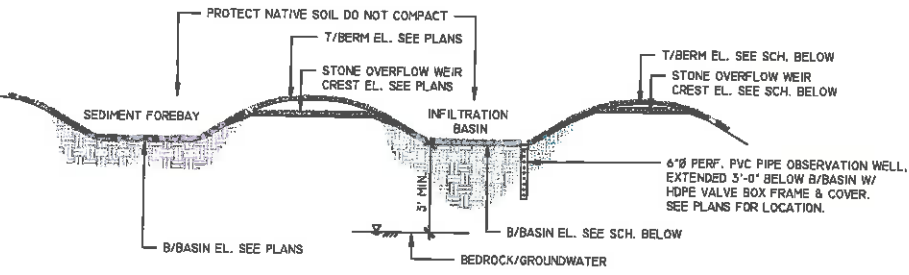 PROTECT NATIVE SOIL DO NOT COMPACT
T/BERM EL. SEE PLANS
STONE OVERFLOW WEIR
CREST EL. SEE PLANS
T/BERM EL. SEE SCH. BELOW
STONE OVERFLOW WEIR
CREST EL. SEE SCH. BELOW
SEDIMENT FOREBAY
INFILTRATION
BASIN
6"Ø PERF. PVC PIPE OBSERVATION WELL,
EXTENDED 3'-0" BELOW B/BASIN W/
HDPE VALVE BOX FRAME & COVER.
SEE PLANS FOR LOCATION.
3' MIN.
B/BASIN EL. SEE PLANS
B/BASIN EL. SEE SCH. BELOW
BEDROCK/GROUNDWATER